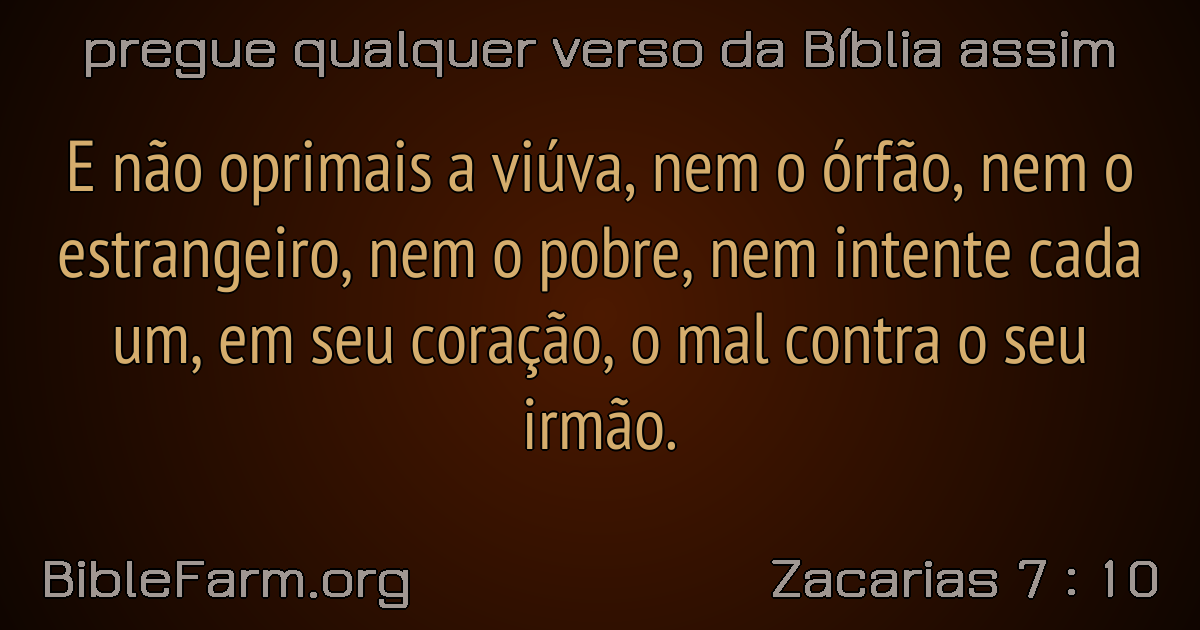 pregue qualquer verso da Bíblia assim
E não oprimais a viúva, nem o órfão, nem o
estrangeiro, nem o pobre, nem intente cada
um, em seu coração, o mal contra o seu
irmão.
BibleFarm.org
Zacarias 7 : 10